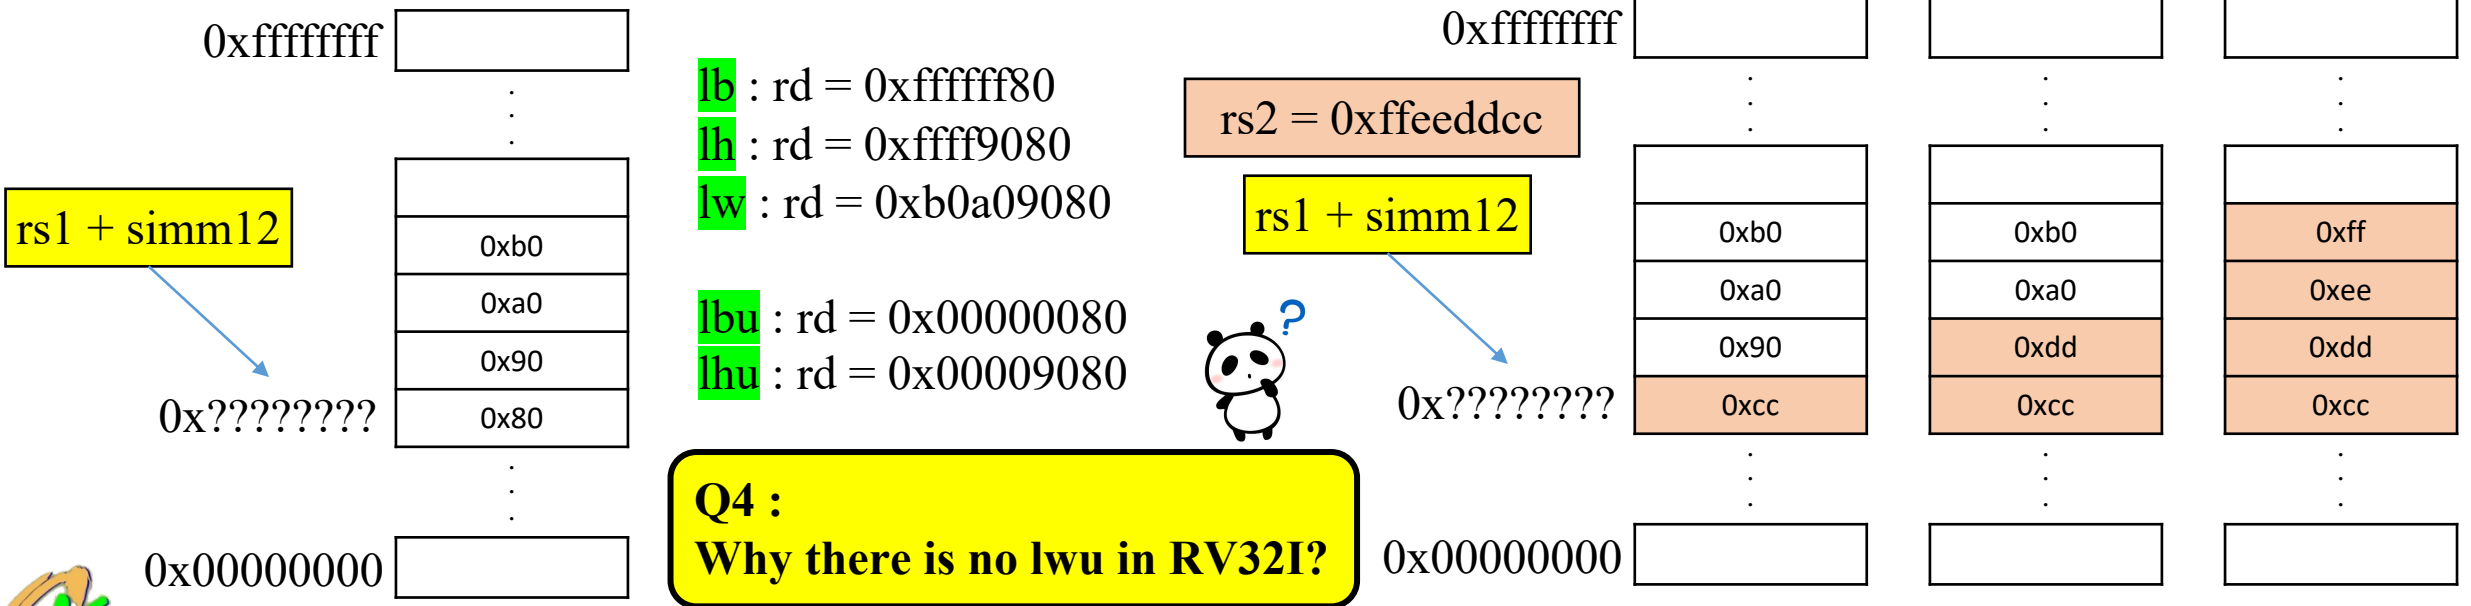 0xffffffff
lb : rd = 0xffffff80
lh : rd = 0xffff9080
lw : rd = 0xb0a09080
lbu : rd = 0x00000080
lhu : rd = 0x00009080
rs1 + simm12
0xb0
0xa0
0x90
0x????????
0x80
0x00000000
Q4 :
Why there is no lwu in RV32I?
0xffffffff
rs2 = 0xffeeddcc
rs1 + simm12
?
0xb0 0xb0 0xff
0xa0 0xa0 0xee
0x90 0xdd 0xdd
0x???????? 0xcc 0xcc 0xcc
0x00000000